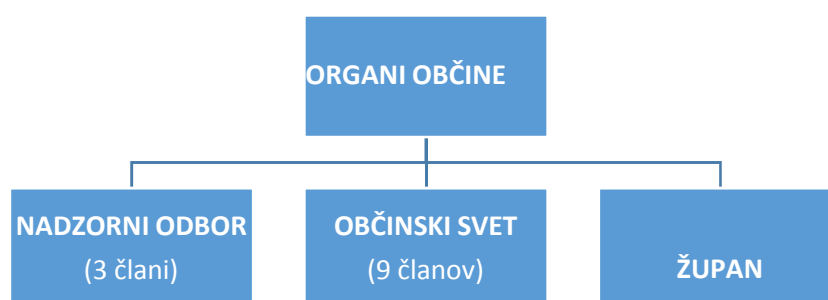 ORGANI OBČINE
NADZORNI ODBOR
(3 člani)
OBČINSKI SVET
(9 članov)
ŽUPAN